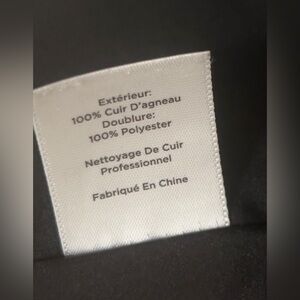 Extérieur:
100% Cuir D'agneau
Doublure:
100% Polyester
Nettoyage De Cuir
Professionnel
Fabriqué En Chine